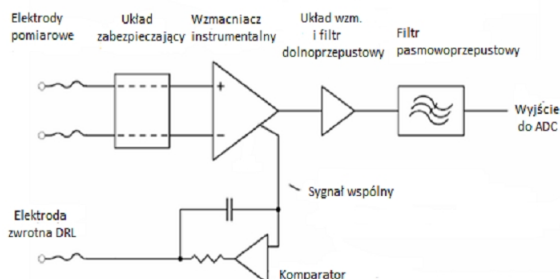 Elektrody
pomiarowe
Układ
zabezpieczający
Wzmacniacz
instrumentalny
Układ wzm.
i filtr
dolnoprzepustowy
Filtr
pasmowoprzepustowy
+
−
Wyjście
do ADC
Sygnał wspólny
Elektroda
zwrotna DRL
Komparator